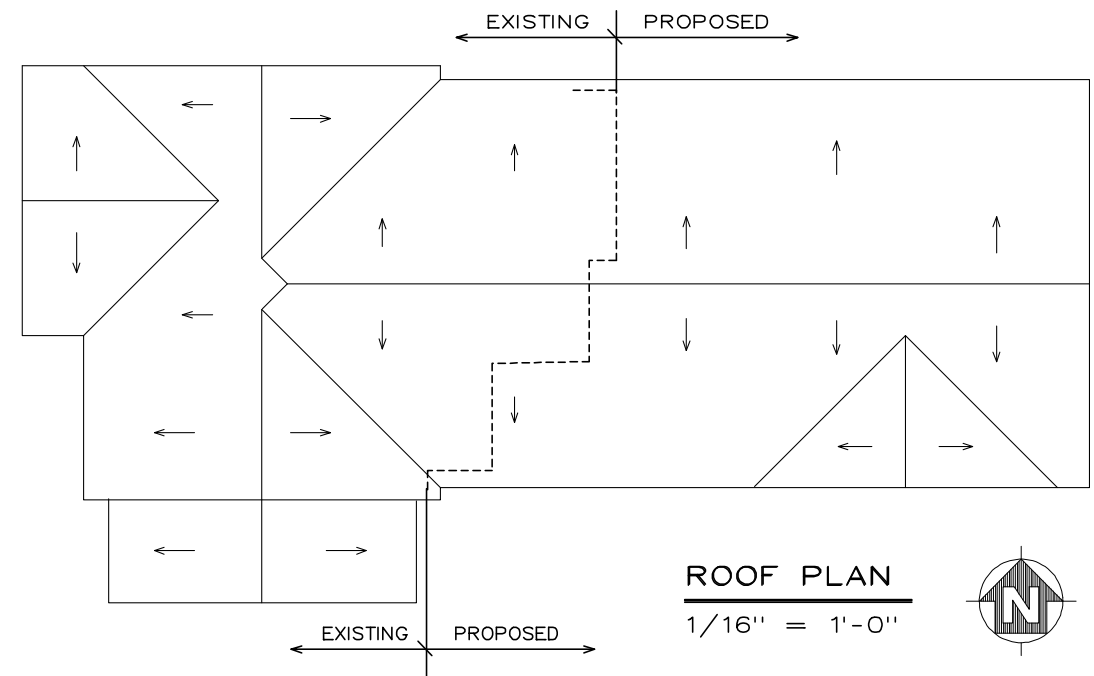 EXISTING PROPOSED
ROOF PLAN
1/16" = 1'-0"
N
EXISTING PROPOSED